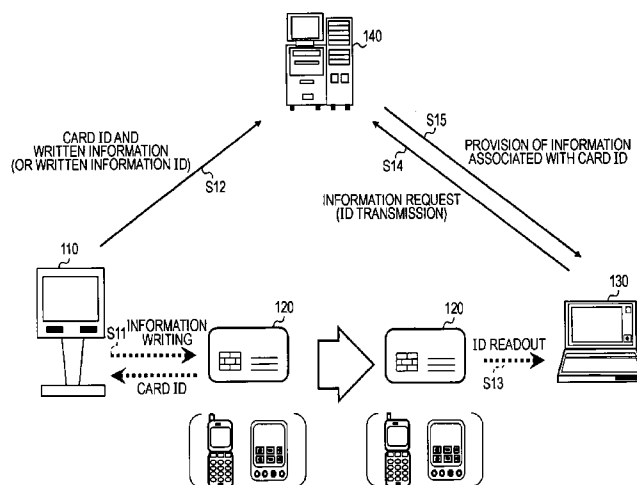 140
S15
CARD ID AND
WRITTEN INFORMATION
(OR WRITTEN INFORMATION ID)
S12
S14
PROVISION OF INFORMATION
ASSOCIATED WITH CARD ID
INFORMATION REQUEST
(ID TRANSMISSION)
110
120
120
130
S11
INFORMATION
WRITING
CARD ID
ID READOUT
S13